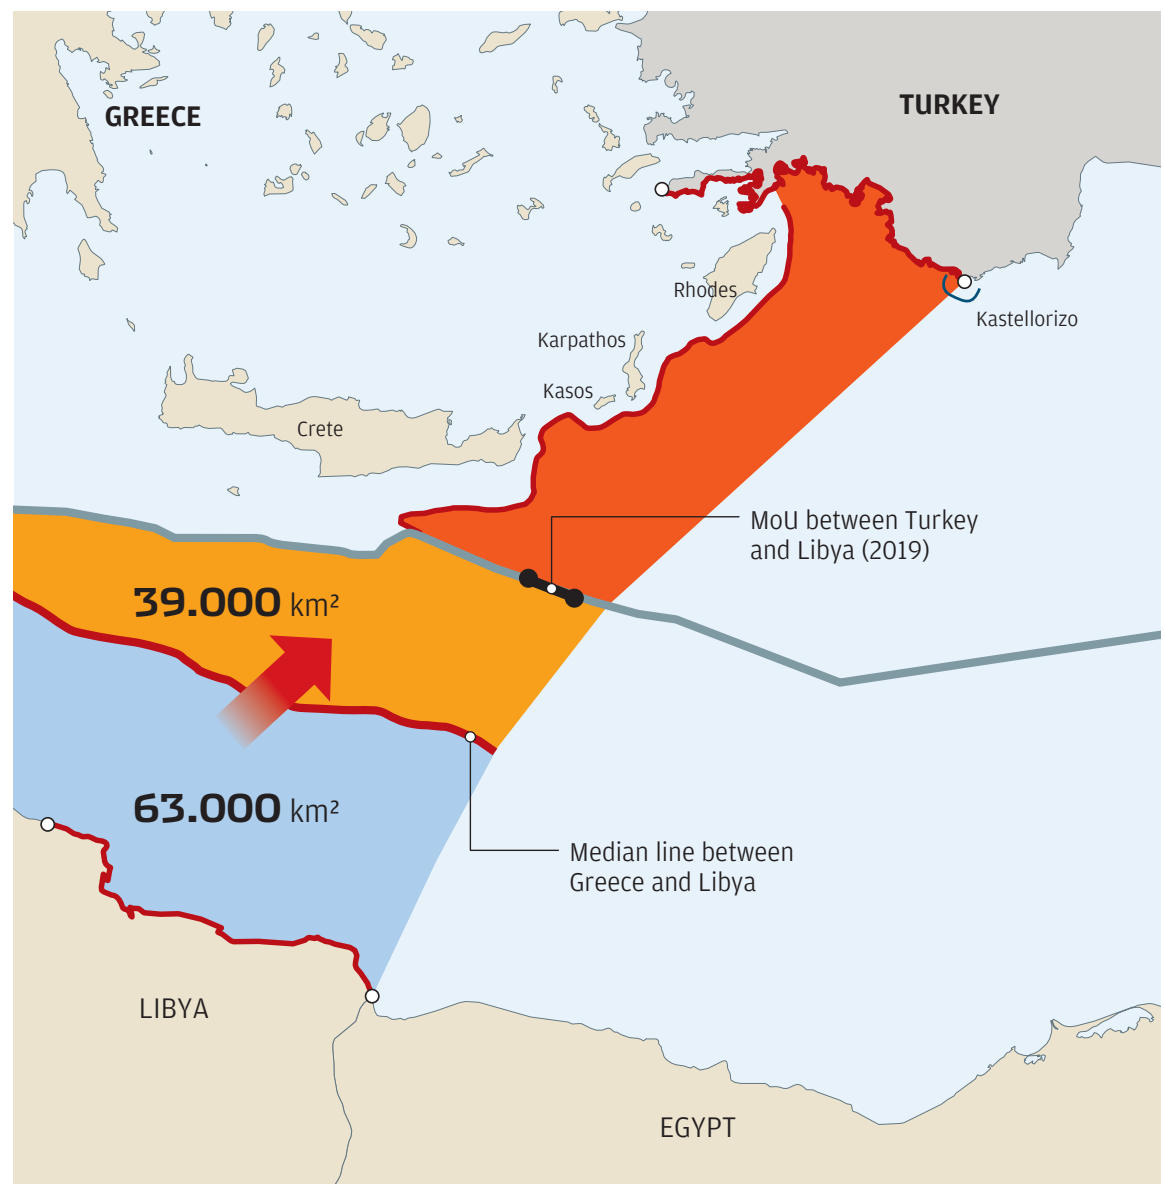 GREECE
TURKEY
Rhodes
Kastellorizo
Karpathos
Kasos
Crete
MoU between Turkey
and Libya (2019)
39.000 km²
63.000 km²
Median line between
Greece and Libya
LIBYA
EGYPT